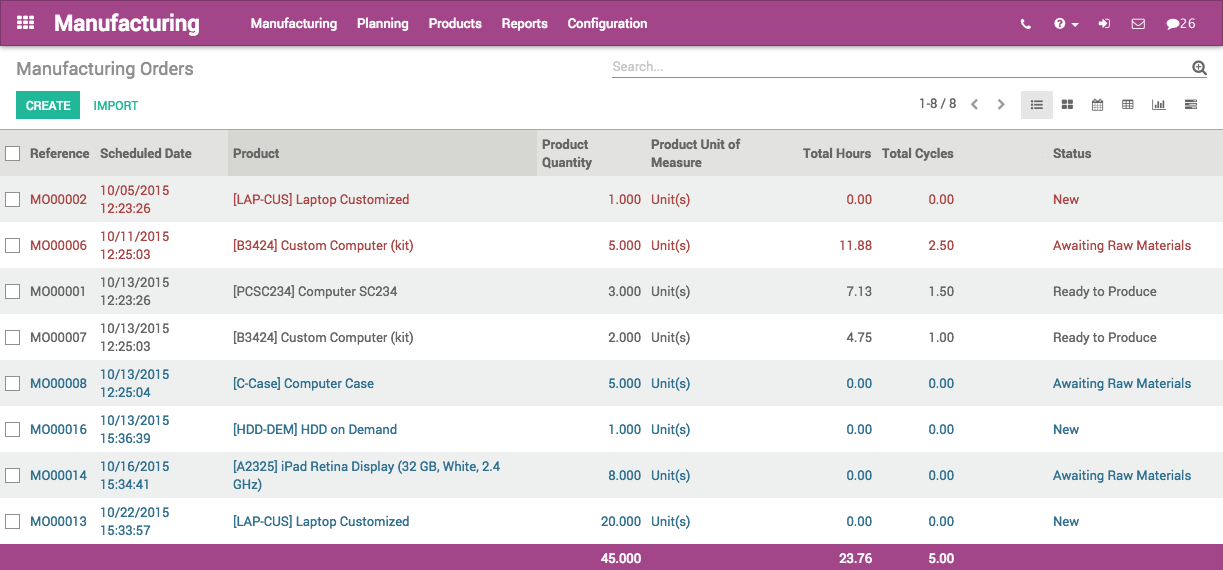 Manufacturing Manufacturing Planning Products Reports Configuration 26
Manufacturing Orders Search...
CREATE IMPORT 1-8 / 8
Reference Scheduled Date Product Product Quantity Product Unit of Measure Total Hours Total Cycles Status
MO00002 10/05/2015 12:23:26 [LAP-CUS] Laptop Customized 1.000 Unit(s) 0.00 0.00 New
MO00006 10/11/2015 12:25:03 [B3424] Custom Computer (kit) 5.000 Unit(s) 11.88 2.50 Awaiting Raw Materials
MO00001 10/13/2015 12:23:26 [PCSC234] Computer SC234 3.000 Unit(s) 7.13 1.50 Ready to Produce
MO00007 10/13/2015 12:25:03 [B3424] Custom Computer (kit) 2.000 Unit(s) 4.75 1.00 Ready to Produce
MO00008 10/13/2015 12:25:04 [C-Case] Computer Case 5.000 Unit(s) 0.00 0.00 Awaiting Raw Materials
MO00016 10/13/2015 15:36:39 [HDD-DEM] HDD on Demand 1.000 Unit(s) 0.00 0.00 New
MO00014 10/16/2015 15:34:41 [A2325] iPad Retina Display (32 GB, White, 2.4 GHz) 8.000 Unit(s) 0.00 0.00 Awaiting Raw Materials
MO00013 10/22/2015 15:33:57 [LAP-CUS] Laptop Customized 20.000 Unit(s) 0.00 0.00 New
45.000 23.76 5.00